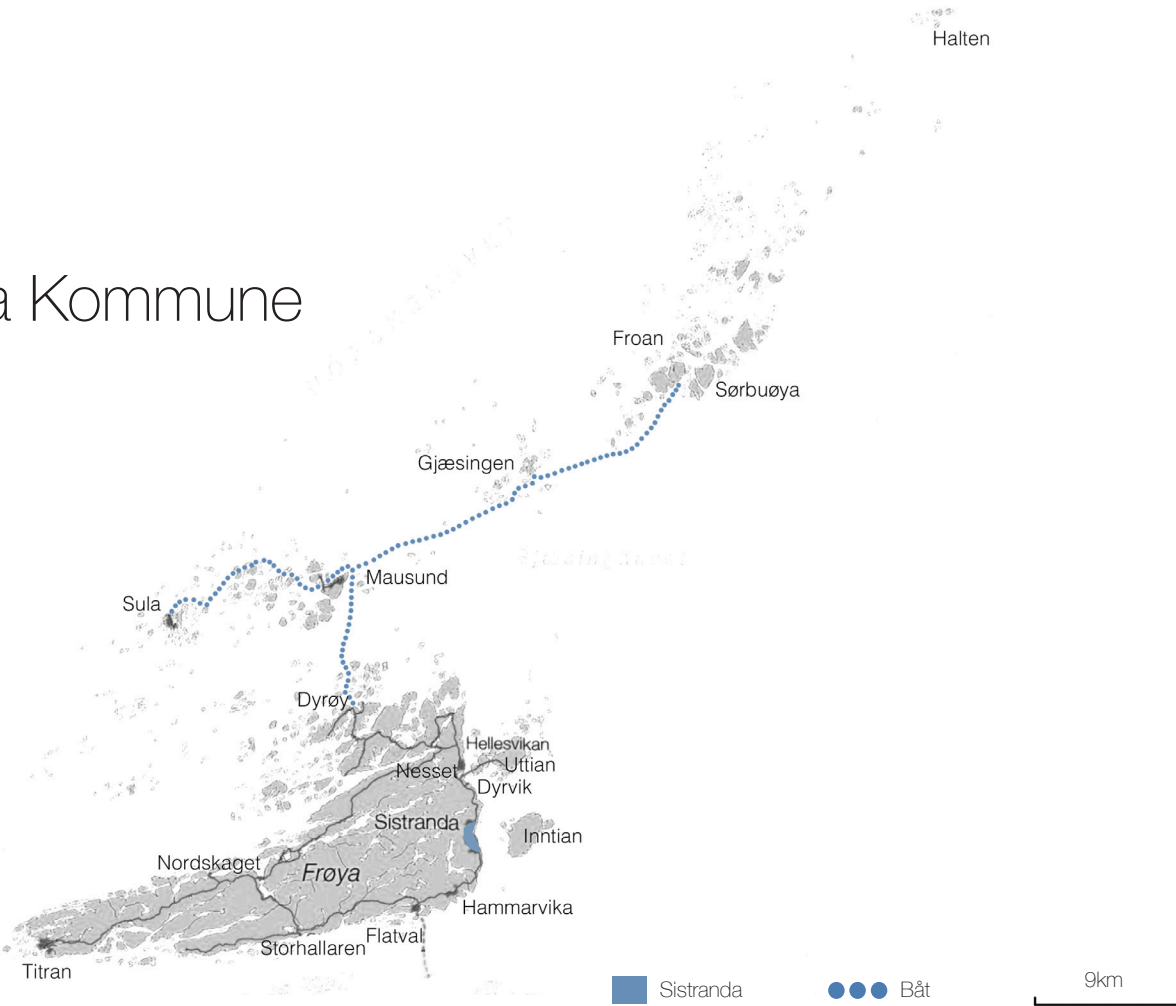 Halten
a Kommune
Froan
Sørbuøya
Gjæsingen
Mausund
Sula
Dyrøy
Hellesvikan
Uttian
Nesset
Dyrvik
Sistranda
Inntian
Nordskaget
Frøya
Hammarvika
Flatval
Storhallaren
Titran
Sistranda
Båt
9km